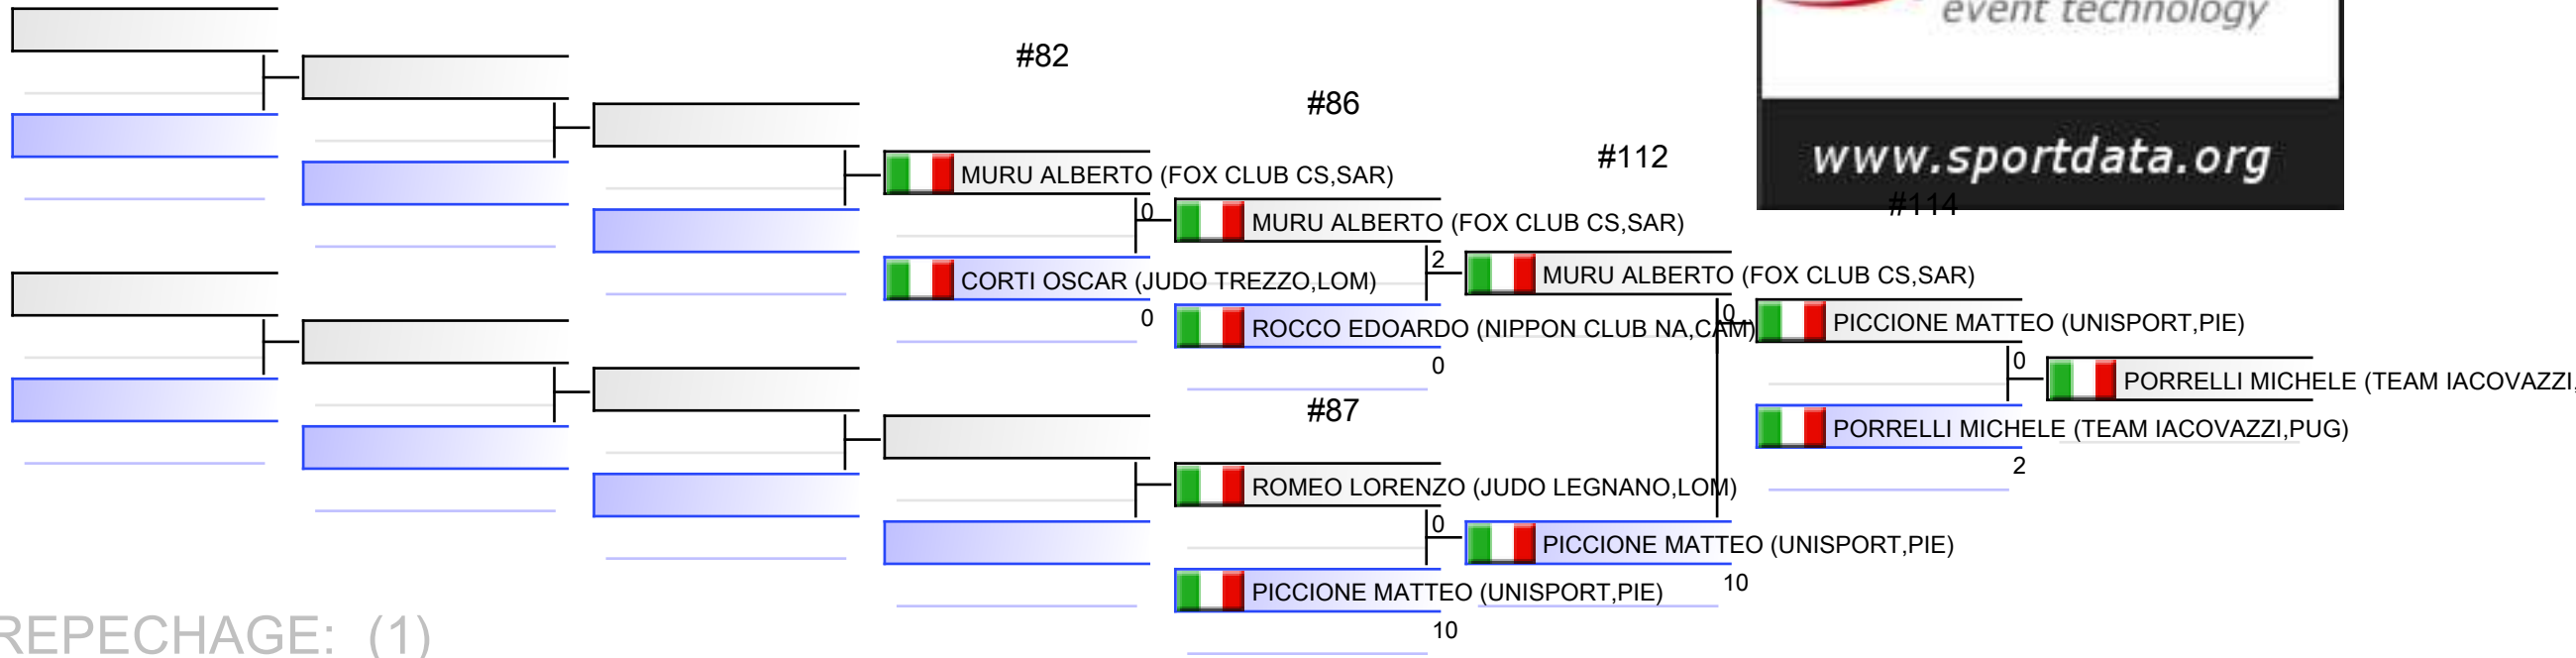 event technology
#82
#86
#112
www.sportdata.org
#114
MURU ALBERTO (FOX CLUB CS,SAR)
0
MURU ALBERTO (FOX CLUB CS,SAR)
2
MURU ALBERTO (FOX CLUB CS,SAR)
CORTI OSCAR (JUDO TREZZO,LOM)
0
0
PICCIONE MATTEO (UNISPORT,PIE)
ROCCO EDOARDO (NIPPON CLUB NA,CAM)
0
0
PORRELLI MICHELE (TEAM IACOVAZZI,
#87
PORRELLI MICHELE (TEAM IACOVAZZI,PUG)
2
ROMEO LORENZO (JUDO LEGNANO,LOM)
0
PICCIONE MATTEO (UNISPORT,PIE)
10
PICCIONE MATTEO (UNISPORT,PIE)
10
REPECHAGE: (1)